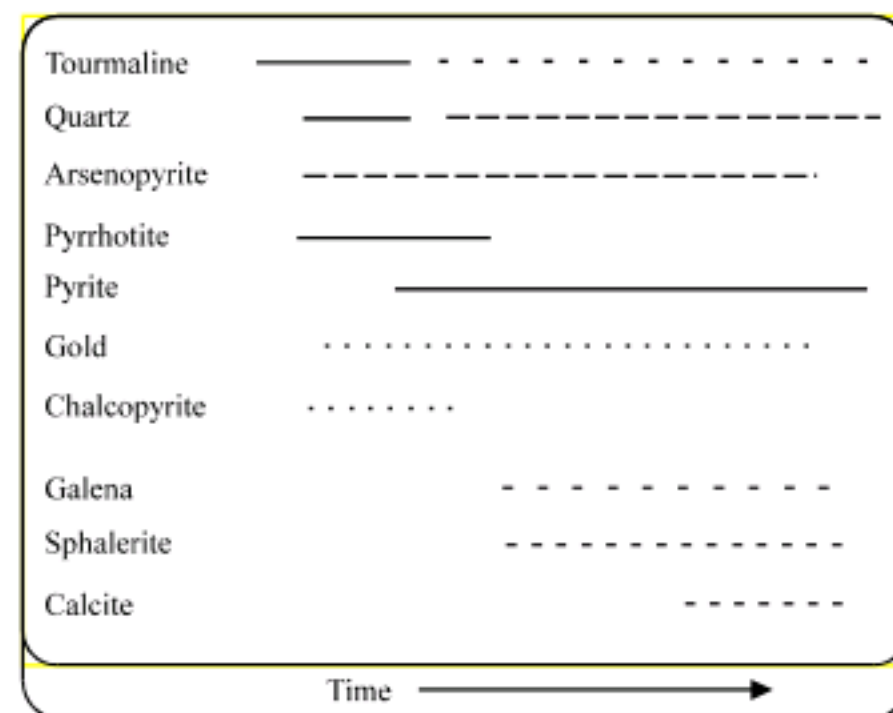 Tourmaline
Quartz
Arsenopyrite
Pyrrhotite
Pyrite
Gold
Chalcopyrite
Galena
Sphalerite
Calcite
Time